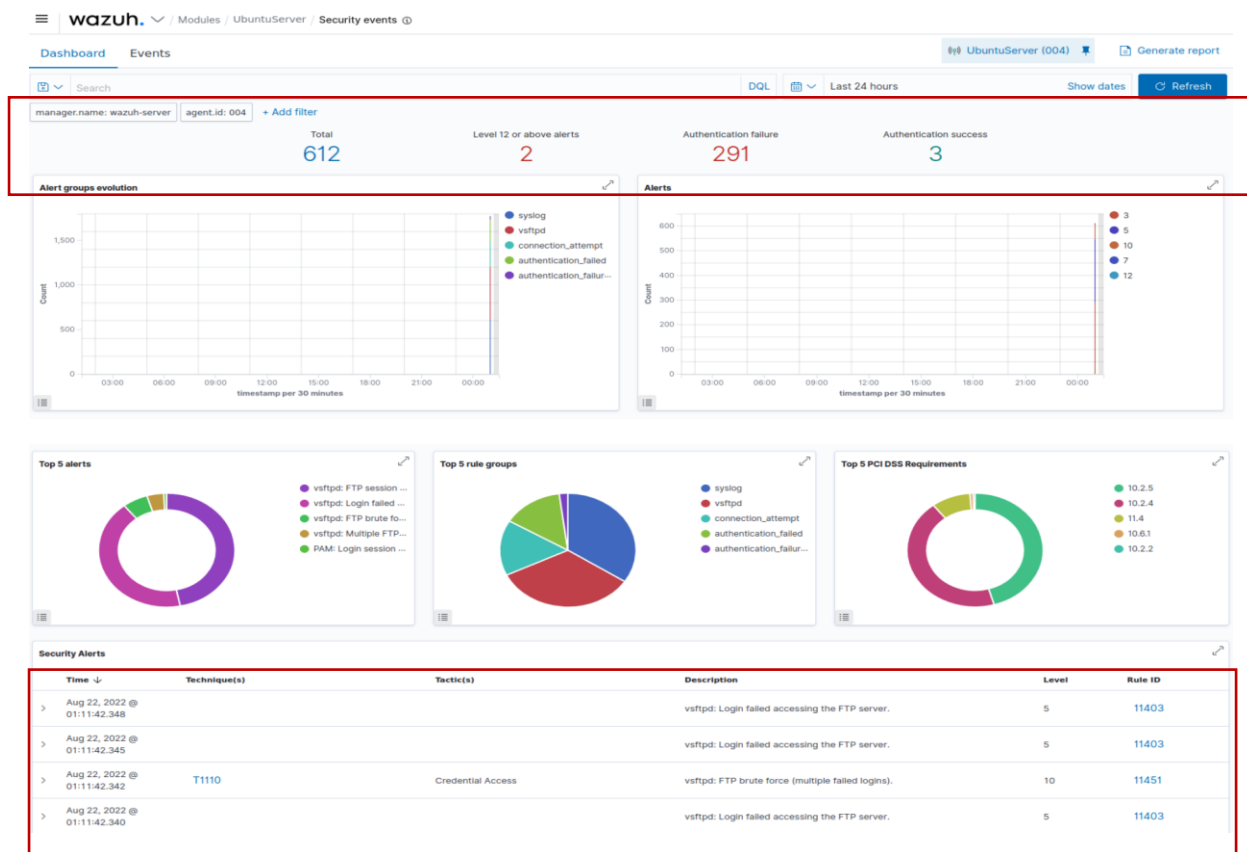 wazuh. / Modules / UbuntuServer / Security events
Dashboard Events UbuntuServer (004) Generate report
Search DQL Last 24 hours Show dates Refresh
manager.name: wazuh-server agent.id: 004 + Add filter
Total Level 12 or above alerts Authentication failure Authentication success
612 2 291 3
Alert groups evolution
1,500
1,000
500
0
Count
03:00 06:00 09:00 12:00 15:00 18:00 21:00 00:00
timestamp per 30 minutes
syslog
vsftpd
connection_attempt
authentication_failed
authentication_failur...
Alerts
600
500
400
300
200
100
0
Count
03:00 06:00 09:00 12:00 15:00 18:00 21:00 00:00
timestamp per 30 minutes
3
5
10
7
12
Top 5 alerts
vsftpd: FTP session ...
vsftpd: Login failed ...
vsftpd: FTP brute fo...
vsftpd: Multiple FTP...
PAM: Login session ...
Top 5 rule groups
syslog
vsftpd
connection_attempt
authentication_failed
authentication_failur...
Top 5 PCI DSS Requirements
10.2.5
10.2.4
11.4
10.6.1
10.2.2
Security Alerts
Time Technique(s) Tactic(s) Description Level Rule ID
Aug 22, 2022 @
01:11:42.348 vsftpd: Login failed accessing the FTP server. 5 11403
Aug 22, 2022 @
01:11:42.345 vsftpd: Login failed accessing the FTP server. 5 11403
Aug 22, 2022 @
01:11:42.342 T1110 Credential Access vsftpd: FTP brute force (multiple failed logins). 10 11451
Aug 22, 2022 @
01:11:42.340 vsftpd: Login failed accessing the FTP server. 5 11403